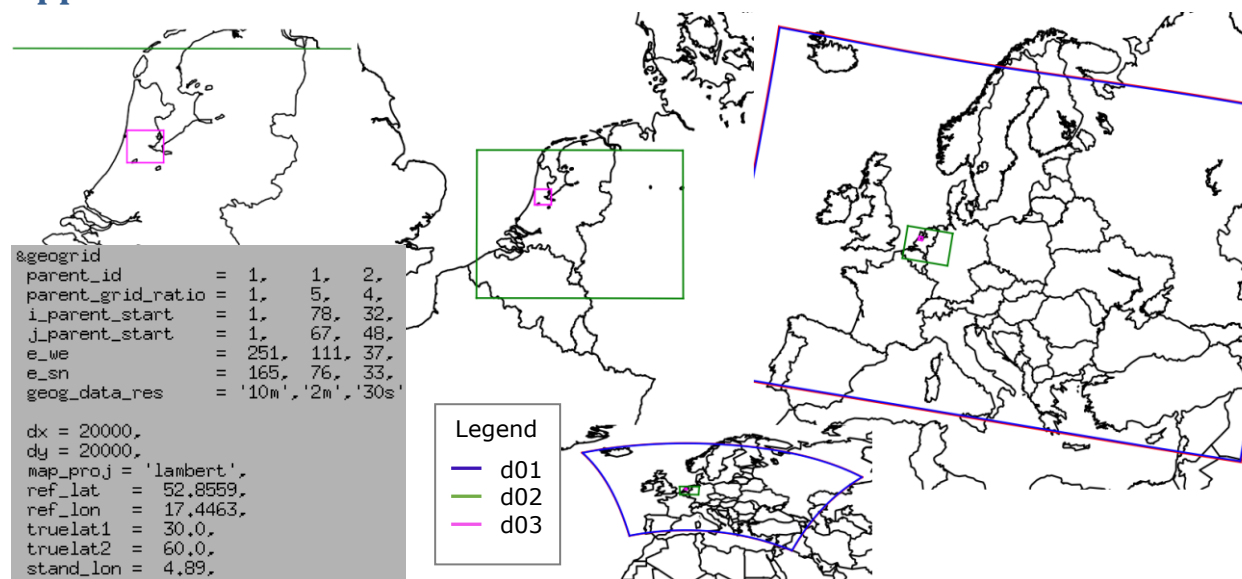 &geogrid
parent_id = 1, 1, 2,
parent_grid_ratio = 1, 5, 4,
i_parent_start = 1, 78, 32,
j_parent_start = 1, 67, 48,
e_we = 251, 111, 37,
e_sn = 165, 76, 33,
geog_data_res = '10m','2m','30s'
dx = 20000,
dy = 20000,
map_proj = 'lambert',
ref_lat = 52.8559,
ref_lon = 17.4463,
truelat1 = 30.0,
truelat2 = 60.0,
stand_lon = 4.89,
Legend
d01
d02
d03